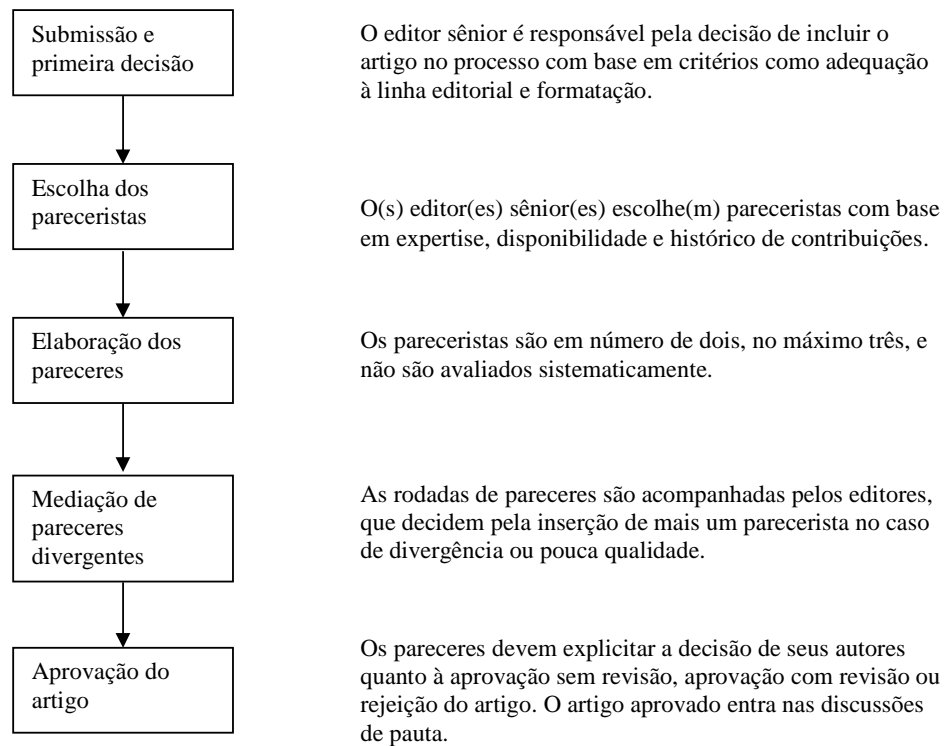 Submissão e
primeira decisão
O editor sênior é responsável pela decisão de incluir o
artigo no processo com base em critérios como adequação
à linha editorial e formatação.
Escolha dos
pareceristas
O(s) editor(es) sênior(es) escolhe(m) pareceristas com base
em expertise, disponibilidade e histórico de contribuições.
Elaboração dos
pareceres
Os pareceristas são em número de dois, no máximo três, e
não são avaliados sistematicamente.
Mediação de
pareceres
divergentes
As rodadas de pareceres são acompanhadas pelos editores,
que decidem pela inserção de mais um parecerista no caso
de divergência ou pouca qualidade.
Aprovação do
artigo
Os pareceres devem explicitar a decisão de seus autores
quanto à aprovação sem revisão, aprovação com revisão ou
rejeição do artigo. O artigo aprovado entra nas discussões
de pauta.